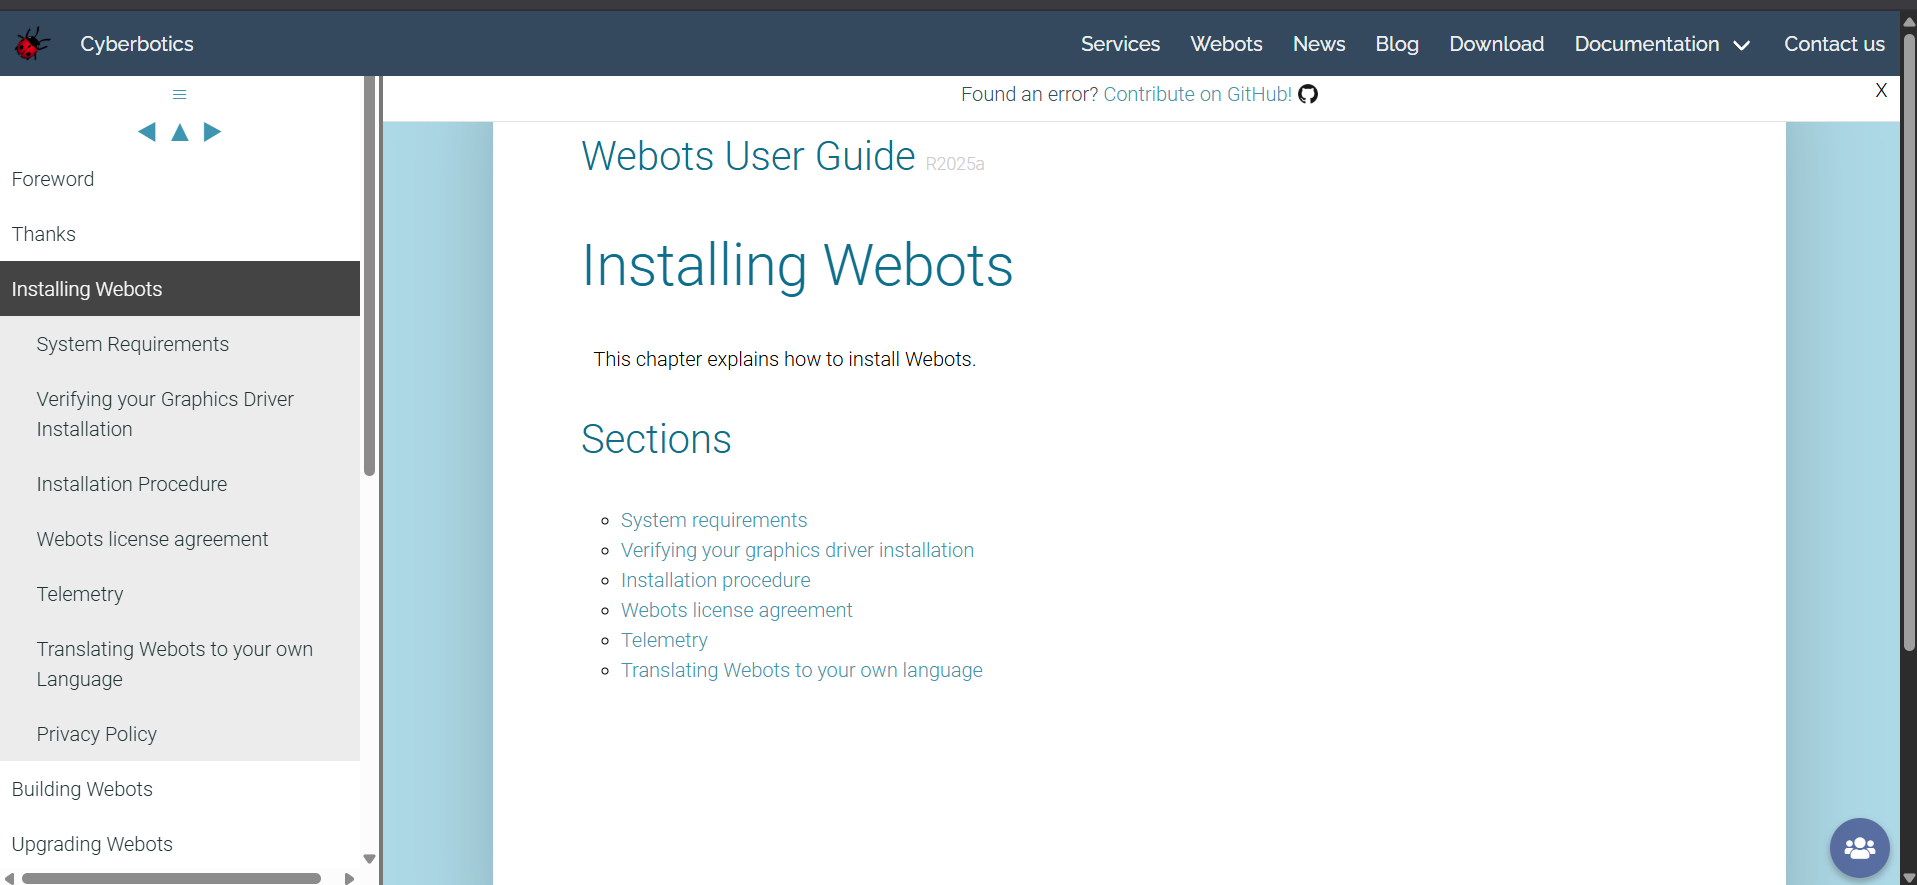 Cyberbotics
Services
Webots
News
Blog
Download
Documentation
Contact us
Foreword
Thanks
Installing Webots
System Requirements
Verifying your Graphics Driver
Installation
Installation Procedure
Webots license agreement
Telemetry
Translating Webots to your own
Language
Privacy Policy
Building Webots
Upgrading Webots
Found an error? Contribute on GitHub!
X
Webots User Guide R2025a
Installing Webots
This chapter explains how to install Webots.
Sections
System requirements
Verifying your graphics driver installation
Installation procedure
Webots license agreement
Telemetry
Translating Webots to your own language